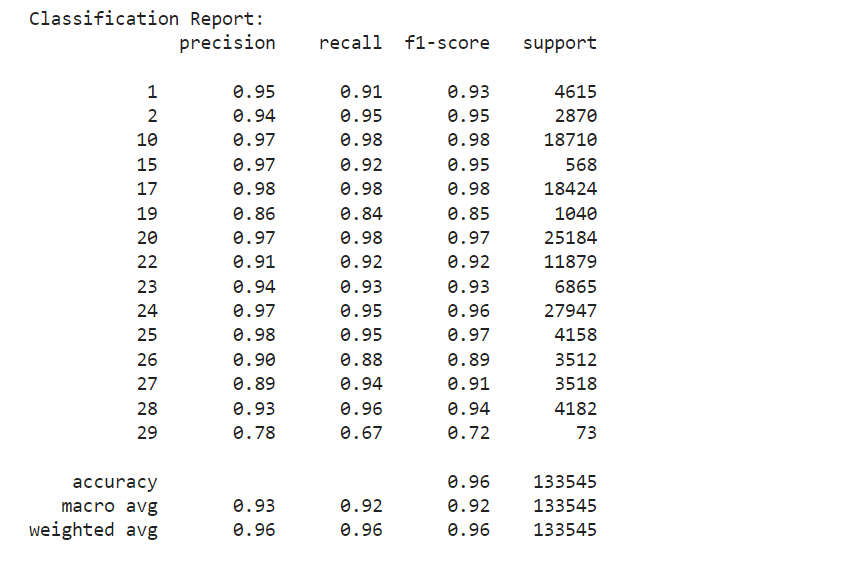 Classification Report:
precision recall f1-score support
1 0.95 0.91 0.93 4615
2 0.94 0.95 0.95 2870
10 0.97 0.98 0.98 18710
15 0.97 0.92 0.95 568
17 0.98 0.98 0.98 18424
19 0.86 0.84 0.85 1040
20 0.97 0.98 0.97 25184
22 0.91 0.92 0.92 11879
23 0.94 0.93 0.93 6865
24 0.97 0.95 0.96 27947
25 0.98 0.95 0.97 4158
26 0.90 0.88 0.89 3512
27 0.89 0.94 0.91 3518
28 0.93 0.96 0.94 4182
29 0.78 0.67 0.72 73
accuracy 0.96 133545
macro avg 0.93 0.92 0.92 133545
weighted avg 0.96 0.96 0.96 133545